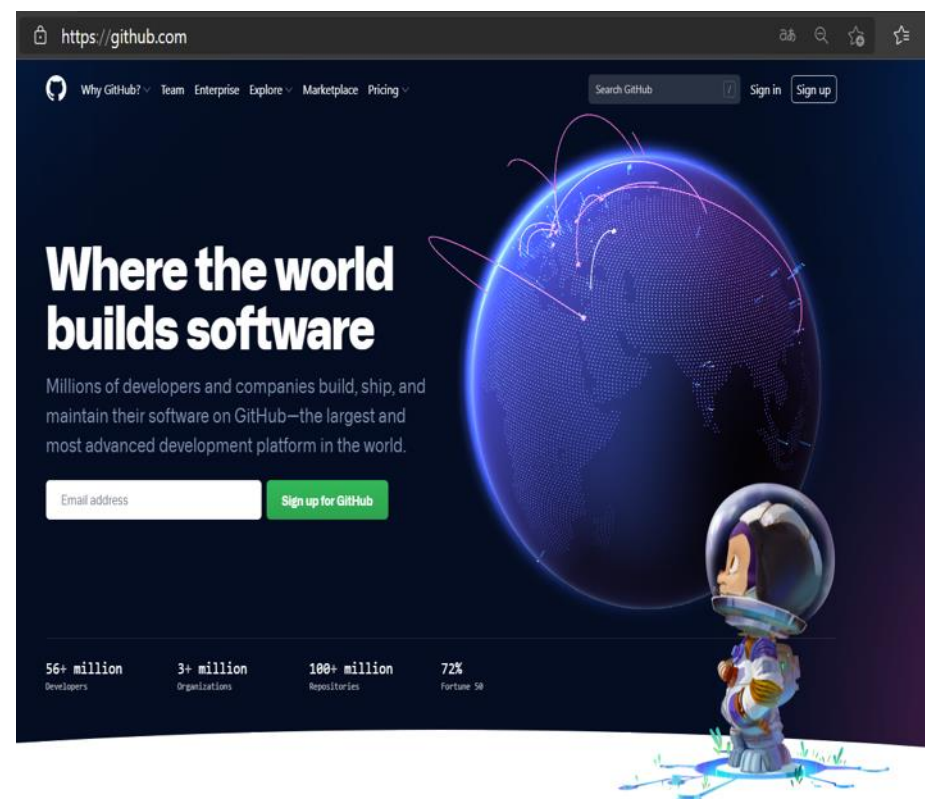 https://github.com
Why GitHub? Team Enterprise Explore Marketplace Pricing Search GitHub / Sign in Sign up
Where the world
builds software
Millions of developers and companies build, ship, and
maintain their software on GitHub—the largest and
most advanced development platform in the world.
Email address Sign up for GitHub
56+ million 3+ million 100+ million 72%
Developers Organizations Repositories Fortune 50